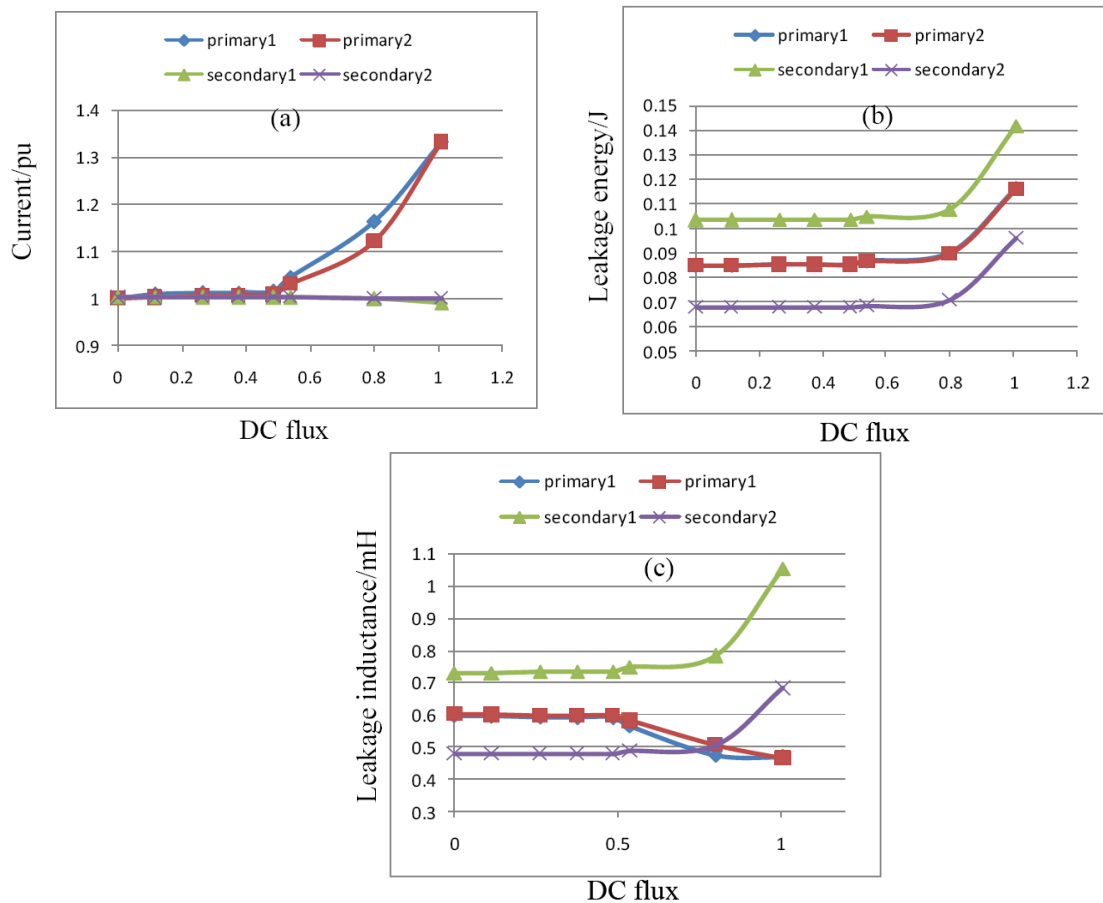 primary1 primary2
secondary1 secondary2
(a)
Current/pu
1.4
1.3
1.2
1.1
1
0.9
0 0.2 0.4 0.6 0.8 1 1.2
DC flux
primary1 primary2
secondary1 secondary2
(b)
Leakage energy/J
0.15
0.14
0.13
0.12
0.11
0.1
0.09
0.08
0.07
0.06
0.05
0 0.2 0.4 0.6 0.8 1 1.2
DC flux
primary1 primary1
secondary1 secondary2
(c)
Leakage inductance/mH
1.1
1
0.9
0.8
0.7
0.6
0.5
0.4
0.3
0 0.5 1
DC flux